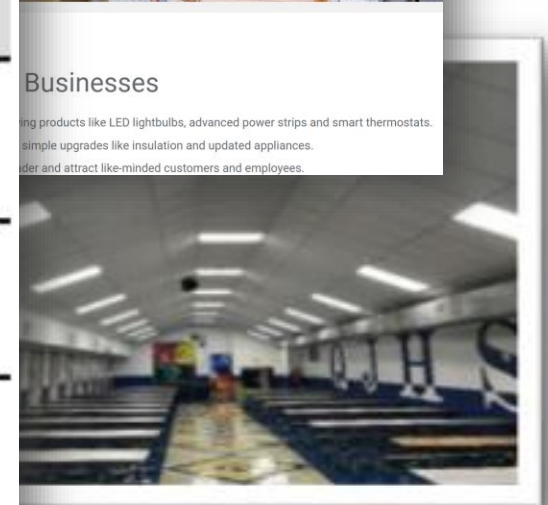 Businesses
ing products like LED lightbulbs, advanced power strips and smart thermostats.
simple upgrades like insulation and updated appliances.
der and attract like-minded customers and employees.
OJHS